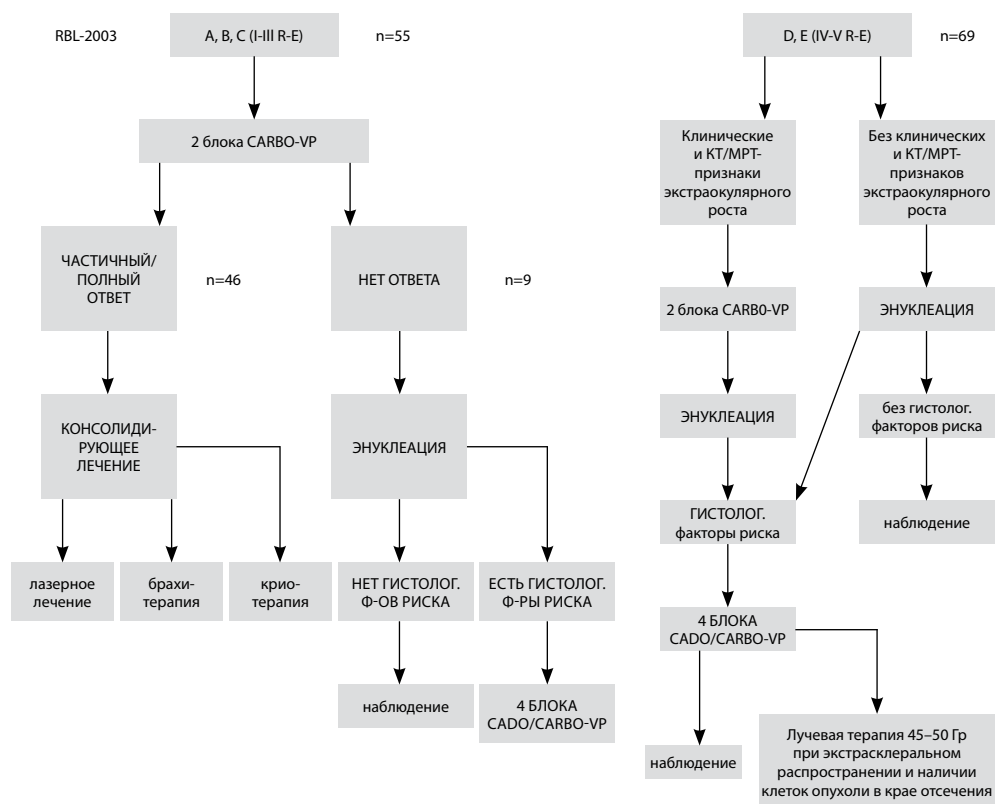 RBL-2003
A, B, C (I-III R-E)
n=55
2 блока CARBO-VP
ЧАСТИЧНЫЙ/
ПОЛНЫЙ
ОТВЕТ
n=46
НЕТ ОТВЕТА
n=9
КОНСОЛИДИ-
РУЮЩЕЕ
ЛЕЧЕНИЕ
ЭНУКЛЕАЦИЯ
лазерное
лечение
брахи-
терапия
крио-
терапия
НЕТ ГИСТОЛОГ.
Ф-ОВ РИСКА
ЕСТЬ ГИСТОЛОГ.
Ф-РЫ РИСКА
наблюдение
4 БЛОКА
CADO/CARBO-VP
D, E (IV-V R-E)
n=69
Клинические
и КТ/МРТ-
признаки
экстраокулярного
роста
Без клинических
и КТ/МРТ-
признаков
экстраокулярного
роста
2 блока CARB0-VP
ЭНУКЛЕАЦИЯ
ЭНУКЛЕАЦИЯ
без гистолог.
факторов риска
ГИСТОЛОГ.
факторы риска
наблюдение
4 БЛОКА
CADO/CARBO-VP
наблюдение
Лучевая терапия 45–50 Гр
при экстрасклеральном
распространении и наличии
клеток опухоли в крае отсечения